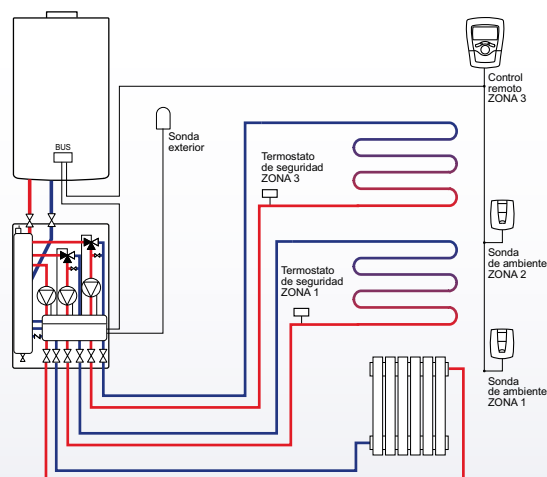 Control
remoto
ZONA 3
Sonda
exterior
BUS
Termostato
de seguridad
ZONA 3
Sonda
de ambiente
ZONA 2
Termostato
de seguridad
ZONA 1
Sonda
de ambiente
ZONA 1